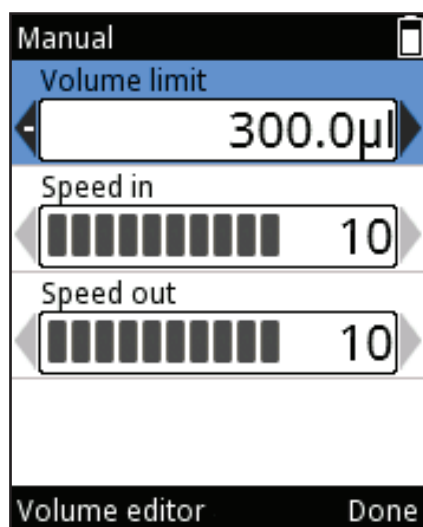 Manual
Volume limit
- 300.0µl
Speed in
10
Speed out
10
Volume editor Done